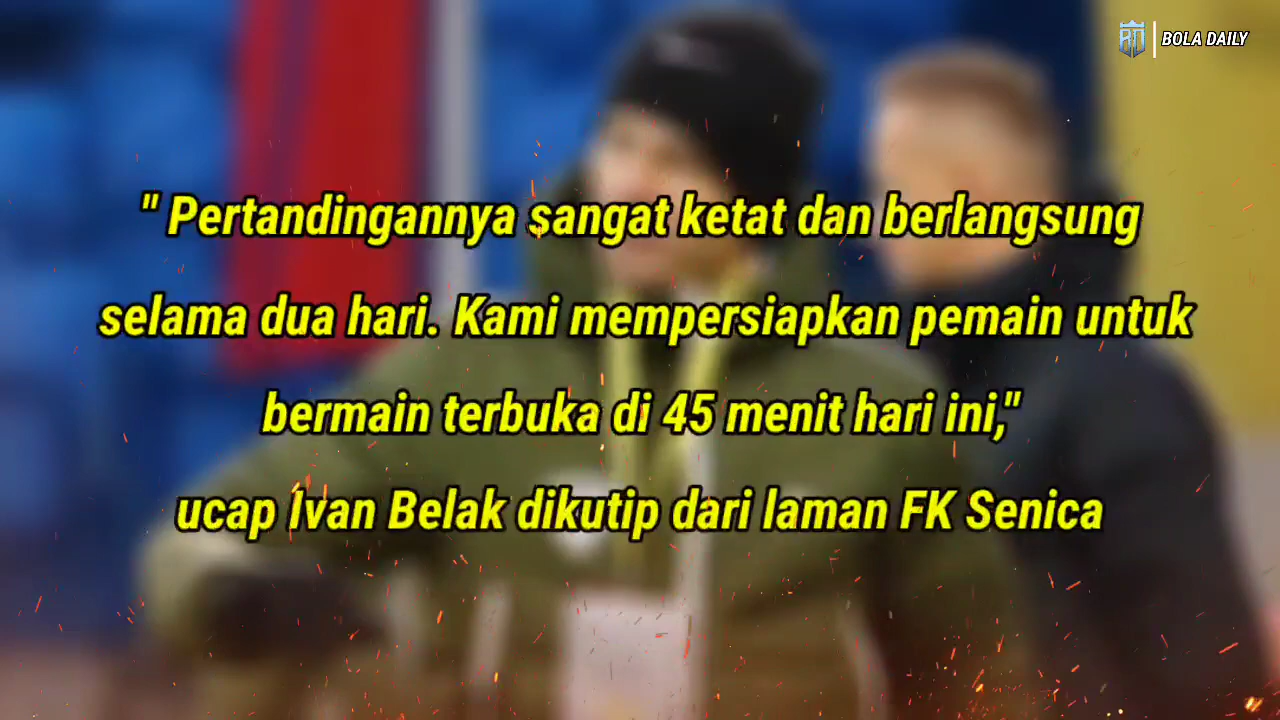 BOLA DAILY
" Pertandingannya sangat ketat dan berlangsung
selama dua hari. Kami mempersiapkan pemain untuk
bermain terbuka di 45 menit hari ini,"
ucap Ivan Belak dikutip dari laman FK Senica